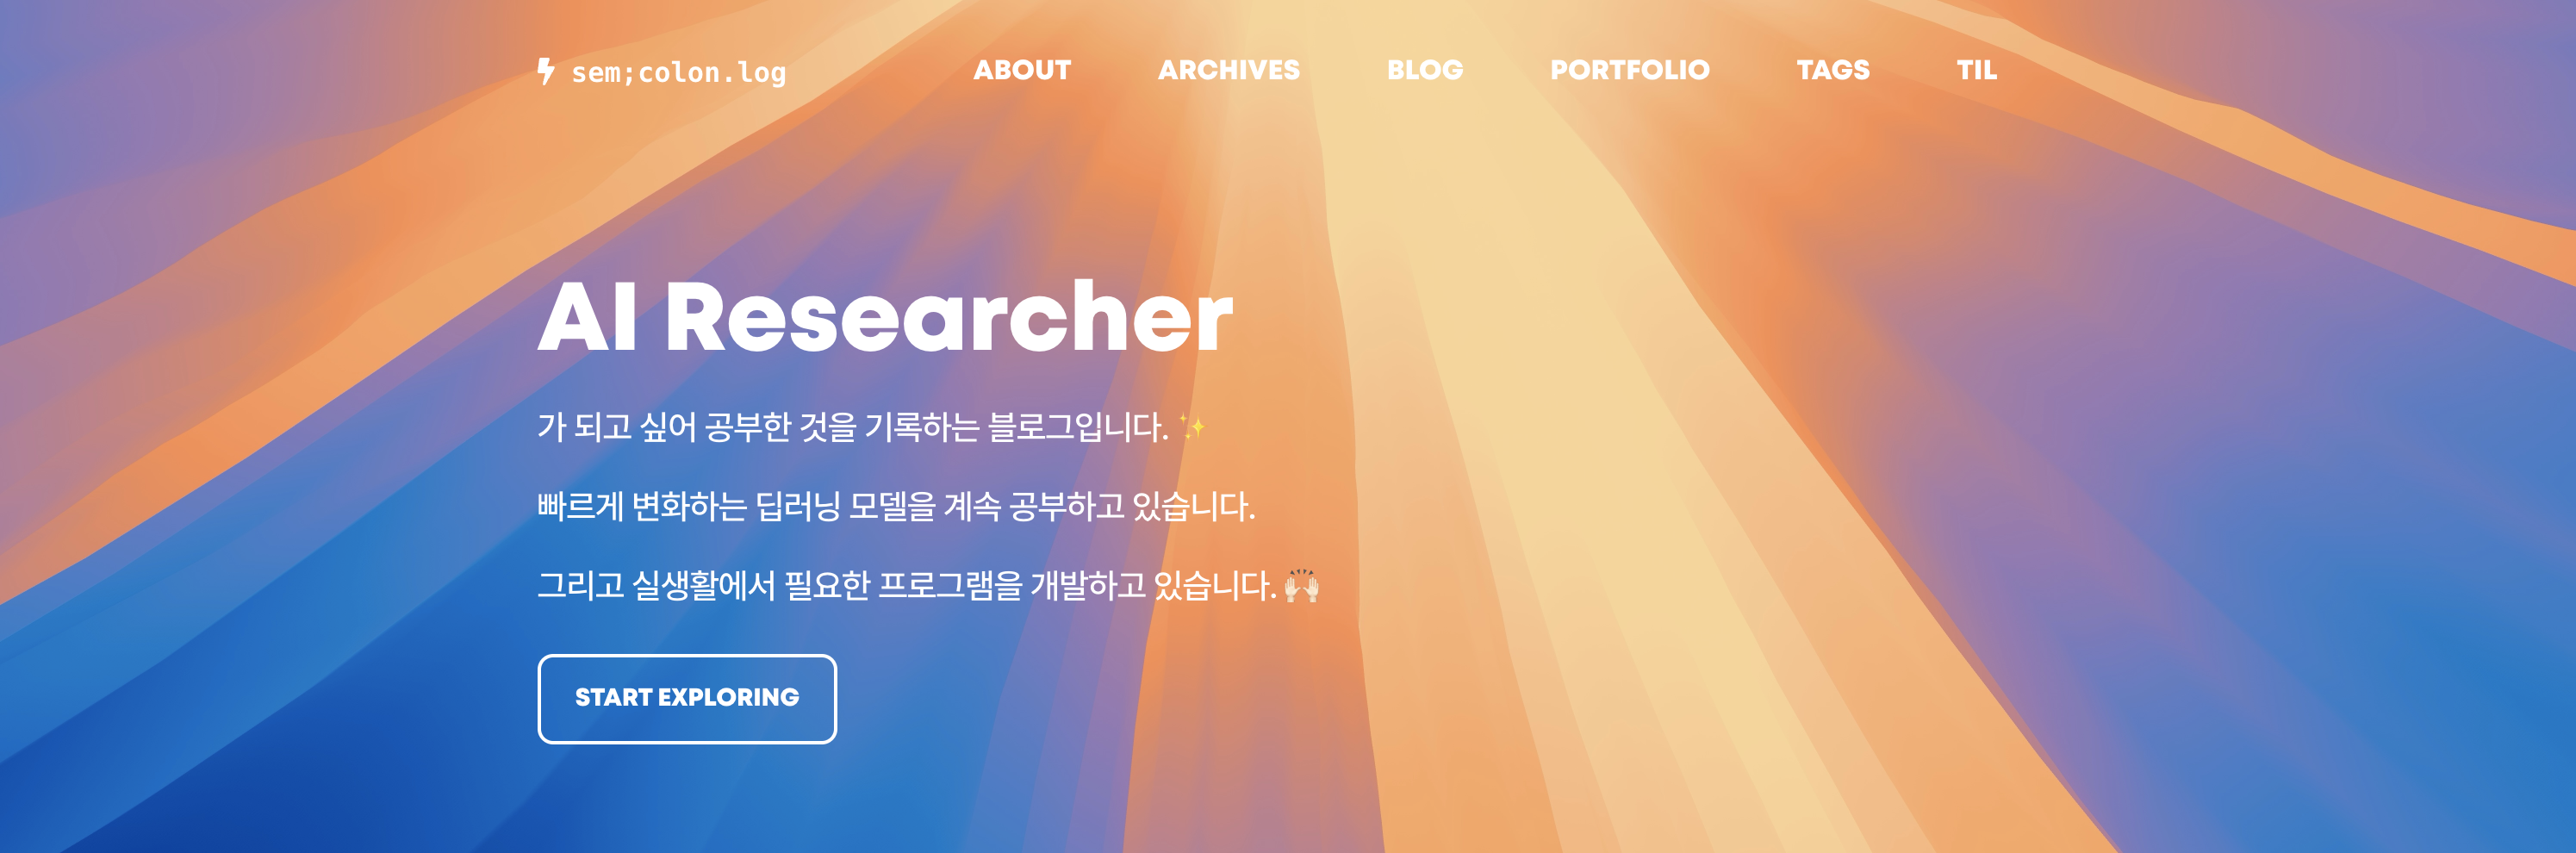 sem;colon.log
ABOUT ARCHIVES BLOG PORTFOLIO TAGS TIL
AI Researcher
가 되고 싶어 공부한 것을 기록하는 블로그입니다. ✨
빠르게 변화하는 딥러닝 모델을 계속 공부하고 있습니다.
그리고 실생활에서 필요한 프로그램을 개발하고 있습니다. 🙌🏻
START EXPLORING